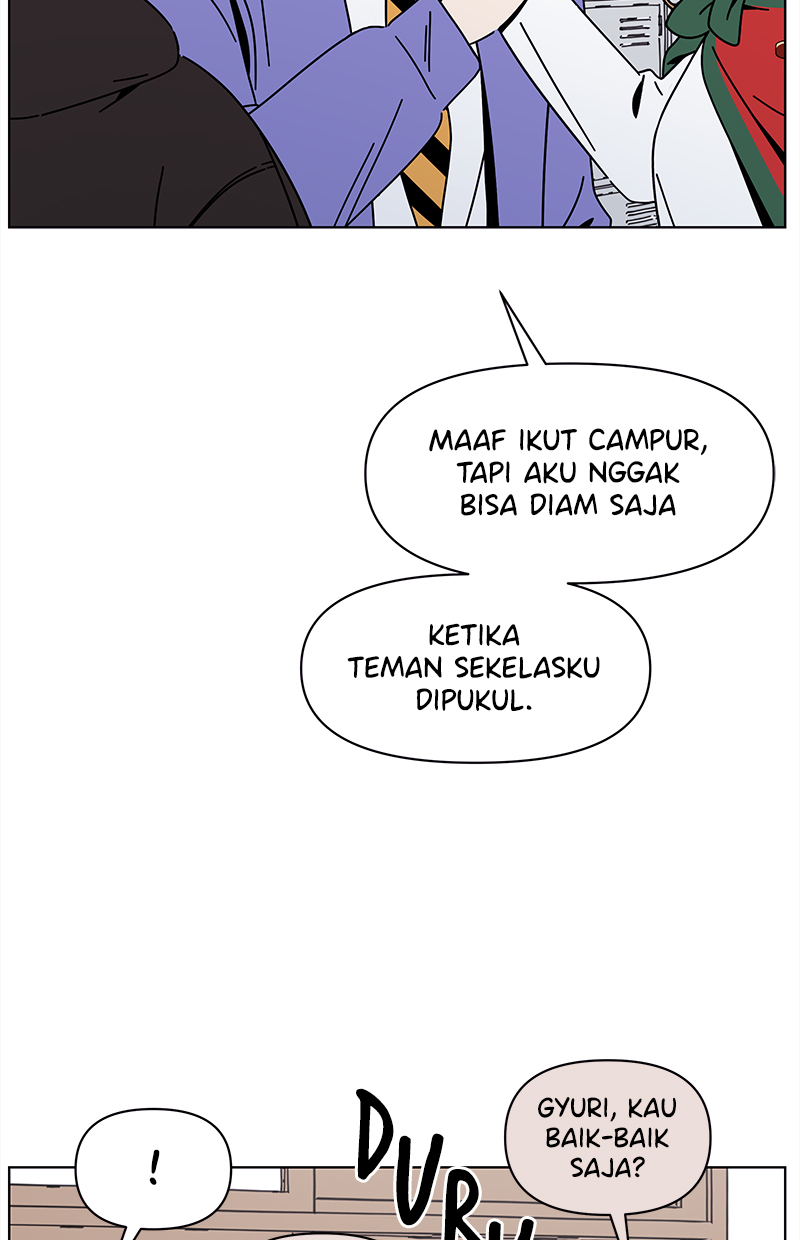 MAAF IKUT CAMPUR,
TAPI AKU NGGAK
BISA DIAM SAJA
KETIKA
TEMAN SEKELASKU
DIPUKUL.
GYURI, KAU
BAIK-BAIK
SAJA?
!